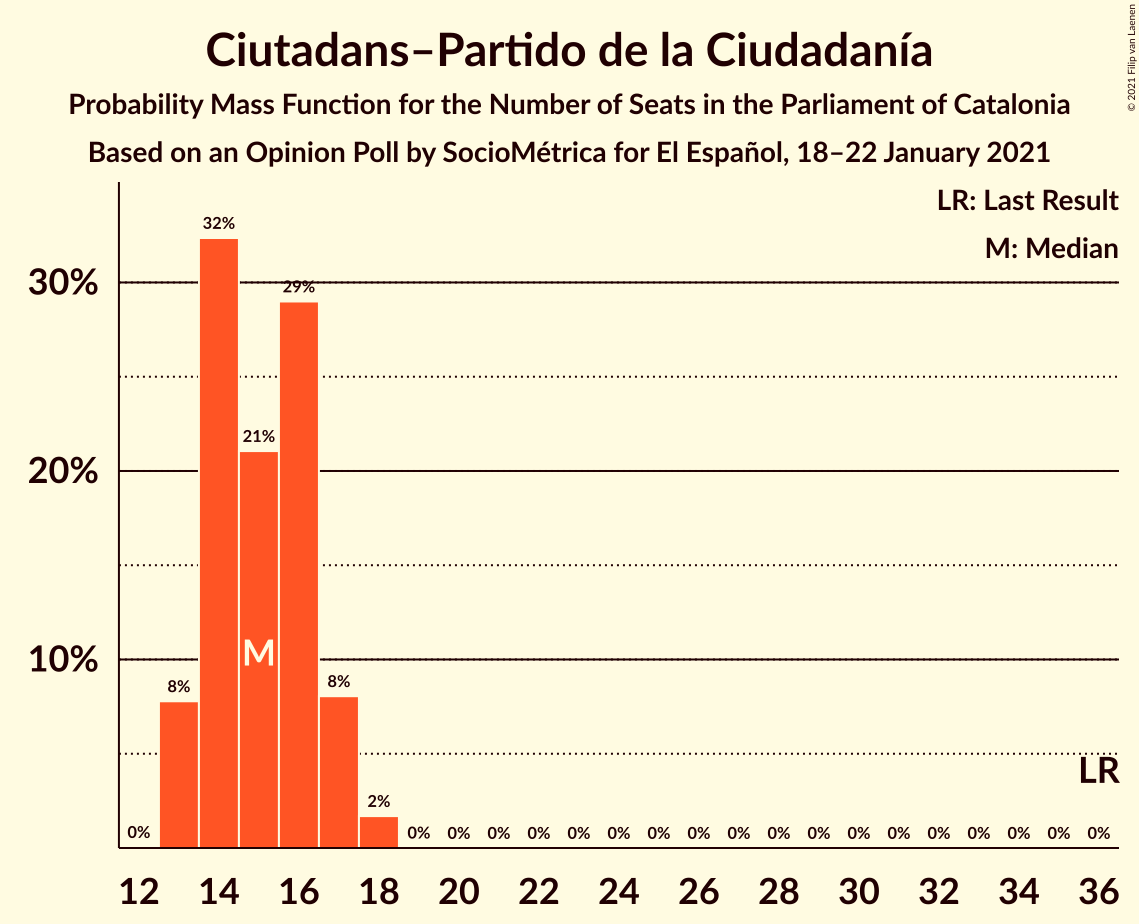 Ciutadans–Partido de la Ciudadanía
Probability Mass Function for the Number of Seats in the Parliament of Catalonia
Based on an Opinion Poll by SocioMétrica for El Español, 18–22 January 2021
© 2021 Filip van Laenen
LR: Last Result
M: Median
30%
20%
10%
0% 8% 32% 21% 29% 8% 2% 0% 0% 0% 0% 0% 0% 0% 0% 0% 0% 0% 0% 0% 0% 0% 0% 0% 0%
M
LR
12 14 16 18 20 22 24 26 28 30 32 34 36